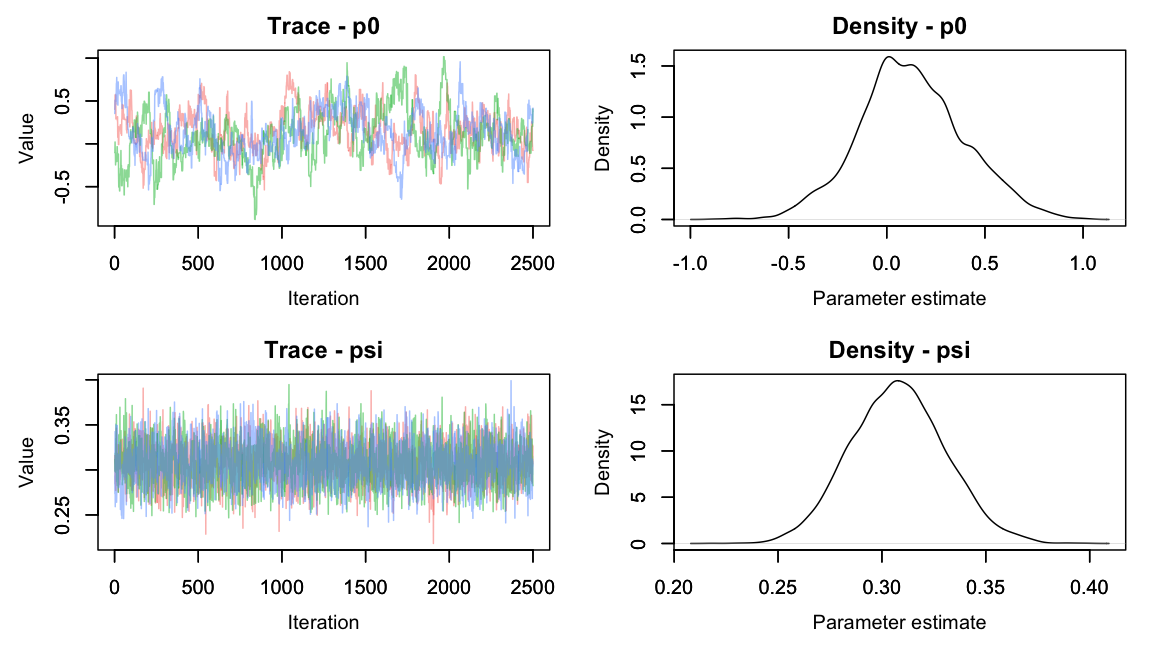 Trace - p0
Value
0.5
-0.5
0 500 1000 1500 2000 2500
Iteration
Density - p0
Density
1.5
1.0
0.5
0.0
-1.0 -0.5 0.0 0.5 1.0
Parameter estimate
Trace - psi
Value
0.35
0.25
0 500 1000 1500 2000 2500
Iteration
Density - psi
Density
15
10
5
0
0.20 0.25 0.30 0.35 0.40
Parameter estimate